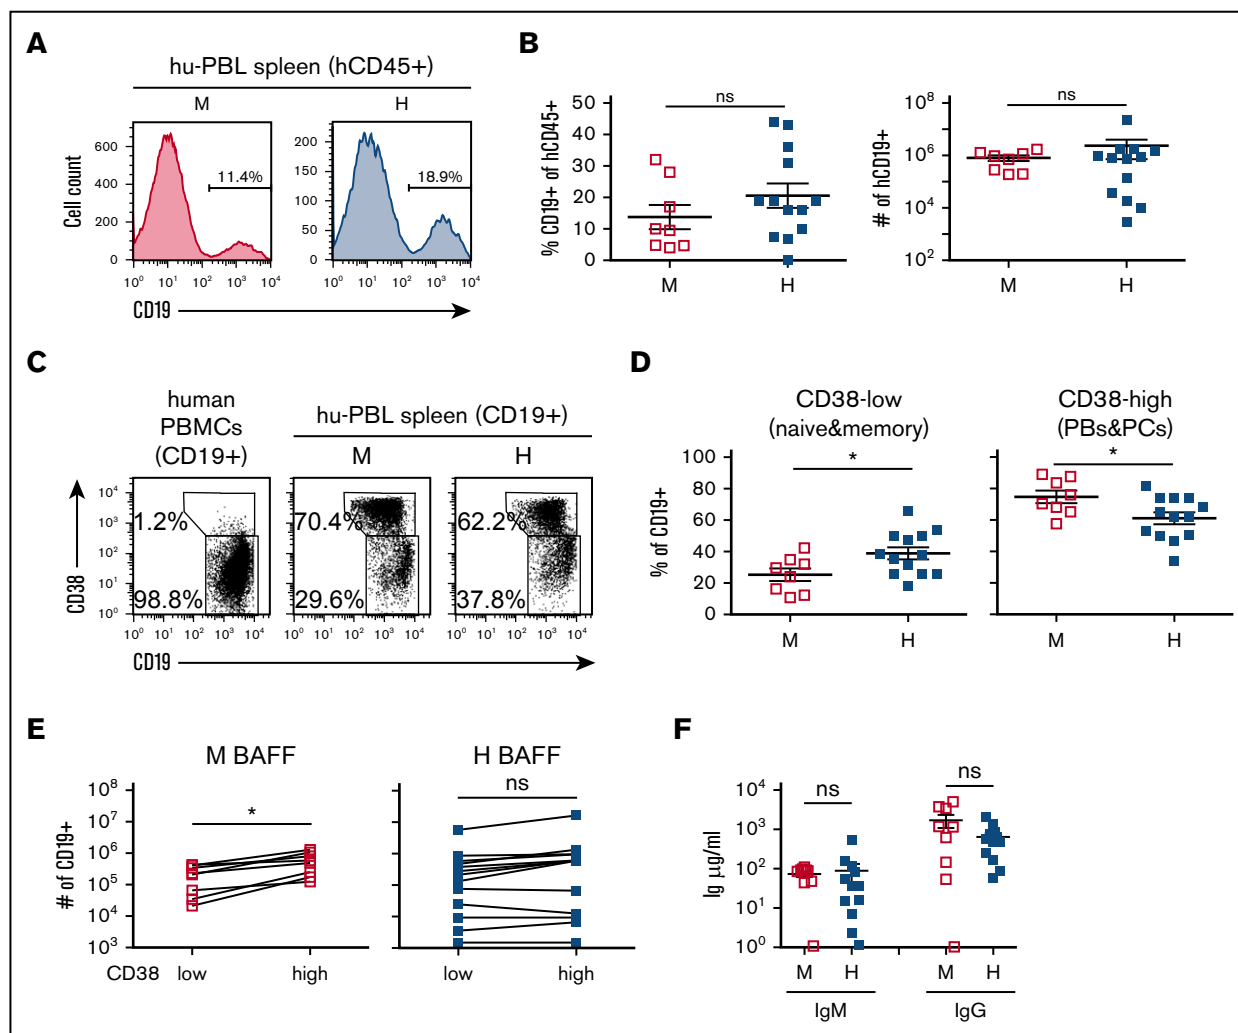 A
hu-PBL spleen (hCD45+)
M
H
Cell count
600
400
200
0
11.4%
200
150
100
50
0
18.9%
10⁰ 10¹ 10² 10³ 10⁴
10⁰ 10¹ 10² 10³ 10⁴
CD19
B
% CD19+ of hCD45+
50
40
30
20
10
0
ns
M H
# of hCD19+
10⁸
10⁶
10⁴
10²
ns
M H
C
human
PBMCs
(CD19+)
hu-PBL spleen (CD19+)
M
H
CD38
10⁴
10³
10²
10¹
10⁰
1.2%
98.8%
70.4%
29.6%
62.2%
37.8%
10⁰ 10¹ 10² 10³ 10⁴
10⁰ 10¹ 10² 10³ 10⁴
10⁰ 10¹ 10² 10³ 10⁴
CD19
D
CD38-low
(naive&memory)
CD38-high
(PBs&PCs)
% of CD19+
100
80
60
40
20
0
*
*
M H
M H
E
M BAFF
H BAFF
# of CD19+
10⁸
10⁷
10⁶
10⁵
10⁴
10³
*
ns
CD38 low high
low high
F
Ig µg/ml
10⁴
10³
10²
10¹
10⁰
ns
ns
M H M H
IgM IgG